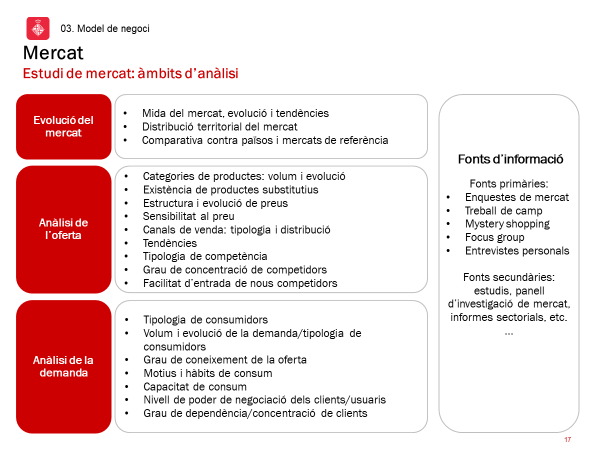 03. Model de negoci
Mercat
Estudi de mercat: àmbits d'anàlisi
Evolució del
mercat
• Mida del mercat, evolució i tendències
• Distribució territorial del mercat
• Comparativa contra països i mercats de referència
Anàlisi de
l'oferta
• Categories de productes: volum i evolució
• Existència de productes substitutius
• Estructura i evolució de preus
• Sensibilitat al preu
• Canals de venda: tipologia i distribució
• Tendències
• Tipologia de competència
• Grau de concentració de competidors
• Facilitat d'entrada de nous competidors
Anàlisi de la
demanda
• Tipologia de consumidors
• Volum i evolució de la demanda/tipologia de
consumidors
• Grau de coneixement de la oferta
• Motius i hàbits de consum
• Capacitat de consum
• Nivell de poder de negociació dels clients/usuaris
• Grau de dependència/concentració de clients
Fonts d'informació
Fonts primàries:
• Enquestes de mercat
• Treball de camp
• Mystery shopping
• Focus group
• Entrevistes personals
Fonts secundàries:
estudis, panell
d'investigació de mercat,
informes sectorials, etc.
...
17